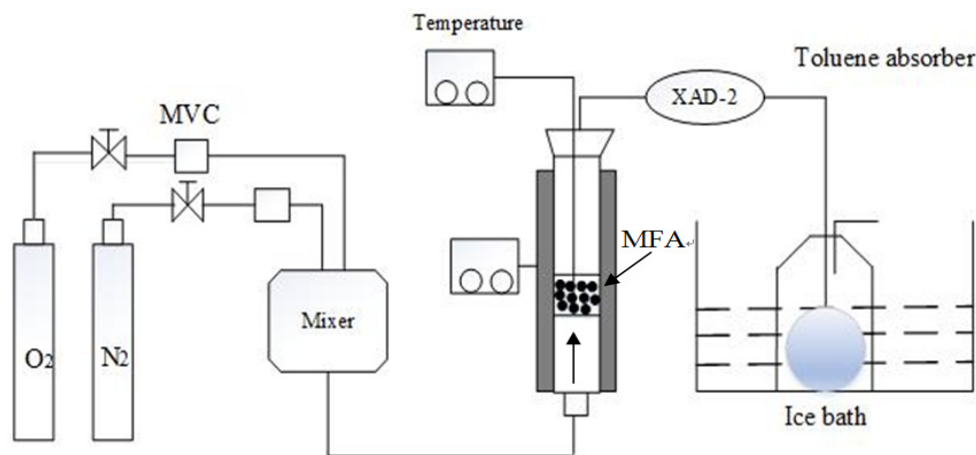 Temperature
Toluene absorber
XAD-2
MVC
MFA
Mixer
O2
N2
Ice bath